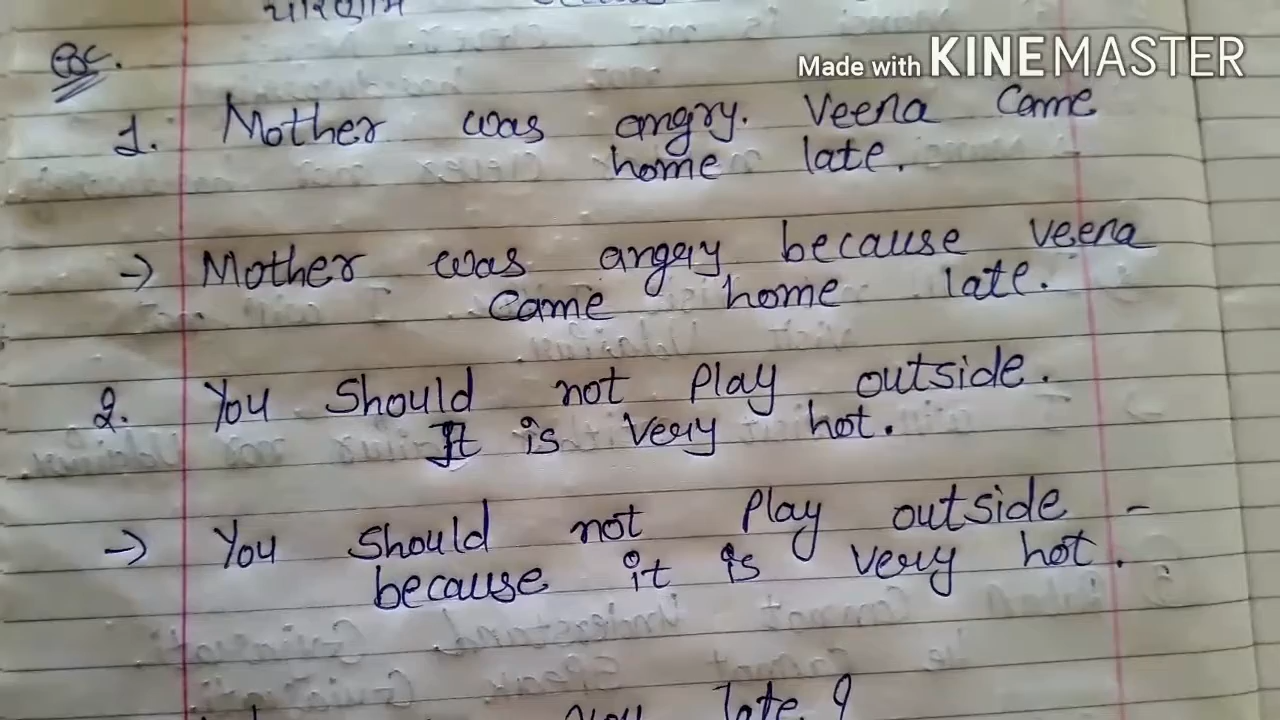 परिणाम
Made with KINEMASTER
Ex.
1. Mother was angry. Veena came
home late.
→ Mother was angry because veena
came home late.
2. You Should not Play outside.
It is very hot.
→ You Should not Play outside -
because it is very hot.
you late ?